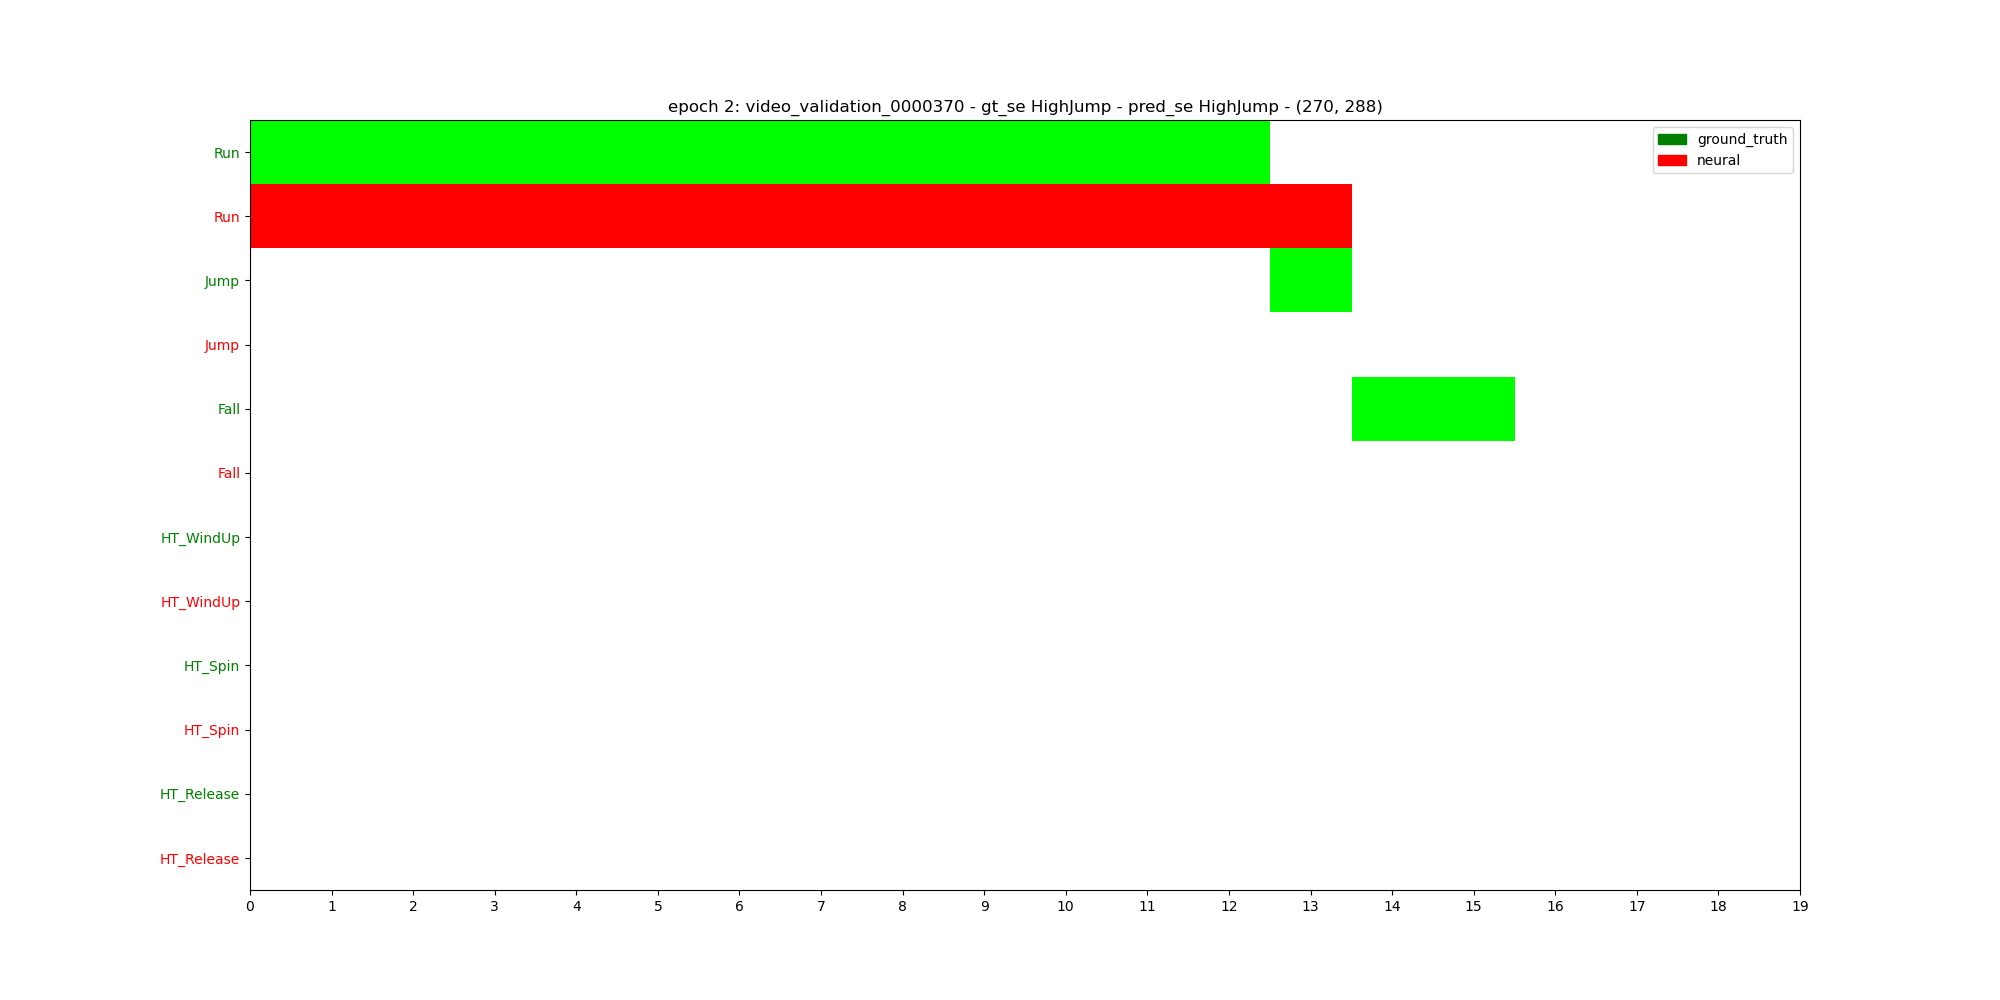 epoch 2: video_validation_0000370 - gt_se HighJump - pred_se HighJump - (270, 288)
ground_truth
neural
Run
Run
Jump
Jump
Fall
Fall
HT_WindUp
HT_WindUp
HT_Spin
HT_Spin
HT_Release
HT_Release
0 1 2 3 4 5 6 7 8 9 10 11 12 13 14 15 16 17 18 19